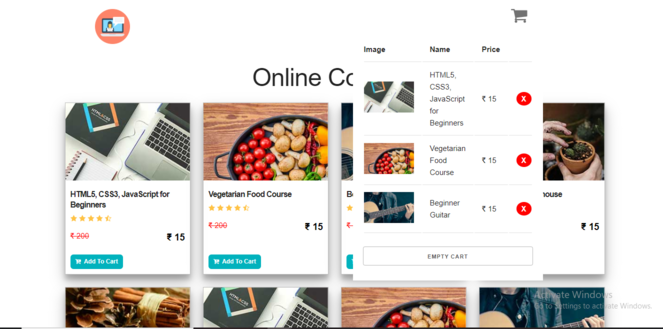 Image Name Price
Online Co
HTML5,
CSS3,
JavaScript
for
Beginners
₹ 15
X
Vegetarian
Food
Course
₹ 15
X
Beginner
Guitar
₹ 15
X
EMPTY CART
HTML5, CSS3, JavaScript for
Beginners
₹ 200
₹ 15
Add To Cart
Vegetarian Food Course
₹ 200
₹ 15
Add To Cart
₹ 200
ouse
₹ 15
Activate Windows
Go to Settings to activate Windows.